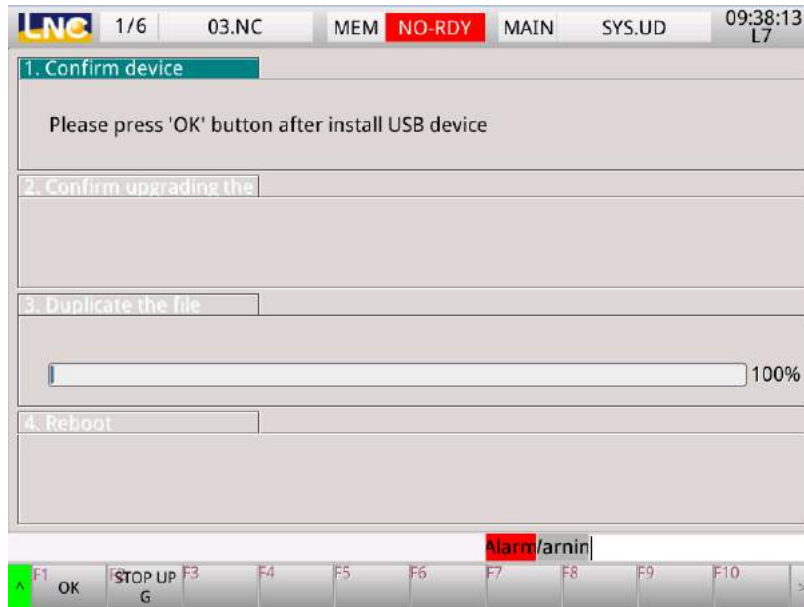 LNC 1/6 03.NC MEM NO-RDY MAIN SYS.UD 09:38:13
L7
1. Confirm device
Please press 'OK' button after install USB device
2. Confirm upgrading the
3. Duplicate the file
100%
4. Reboot
Alarm/arnin
^ F1 OK F2 STOP UP F3 F4 F5 F6 F7 F8 F9 F10 >
G